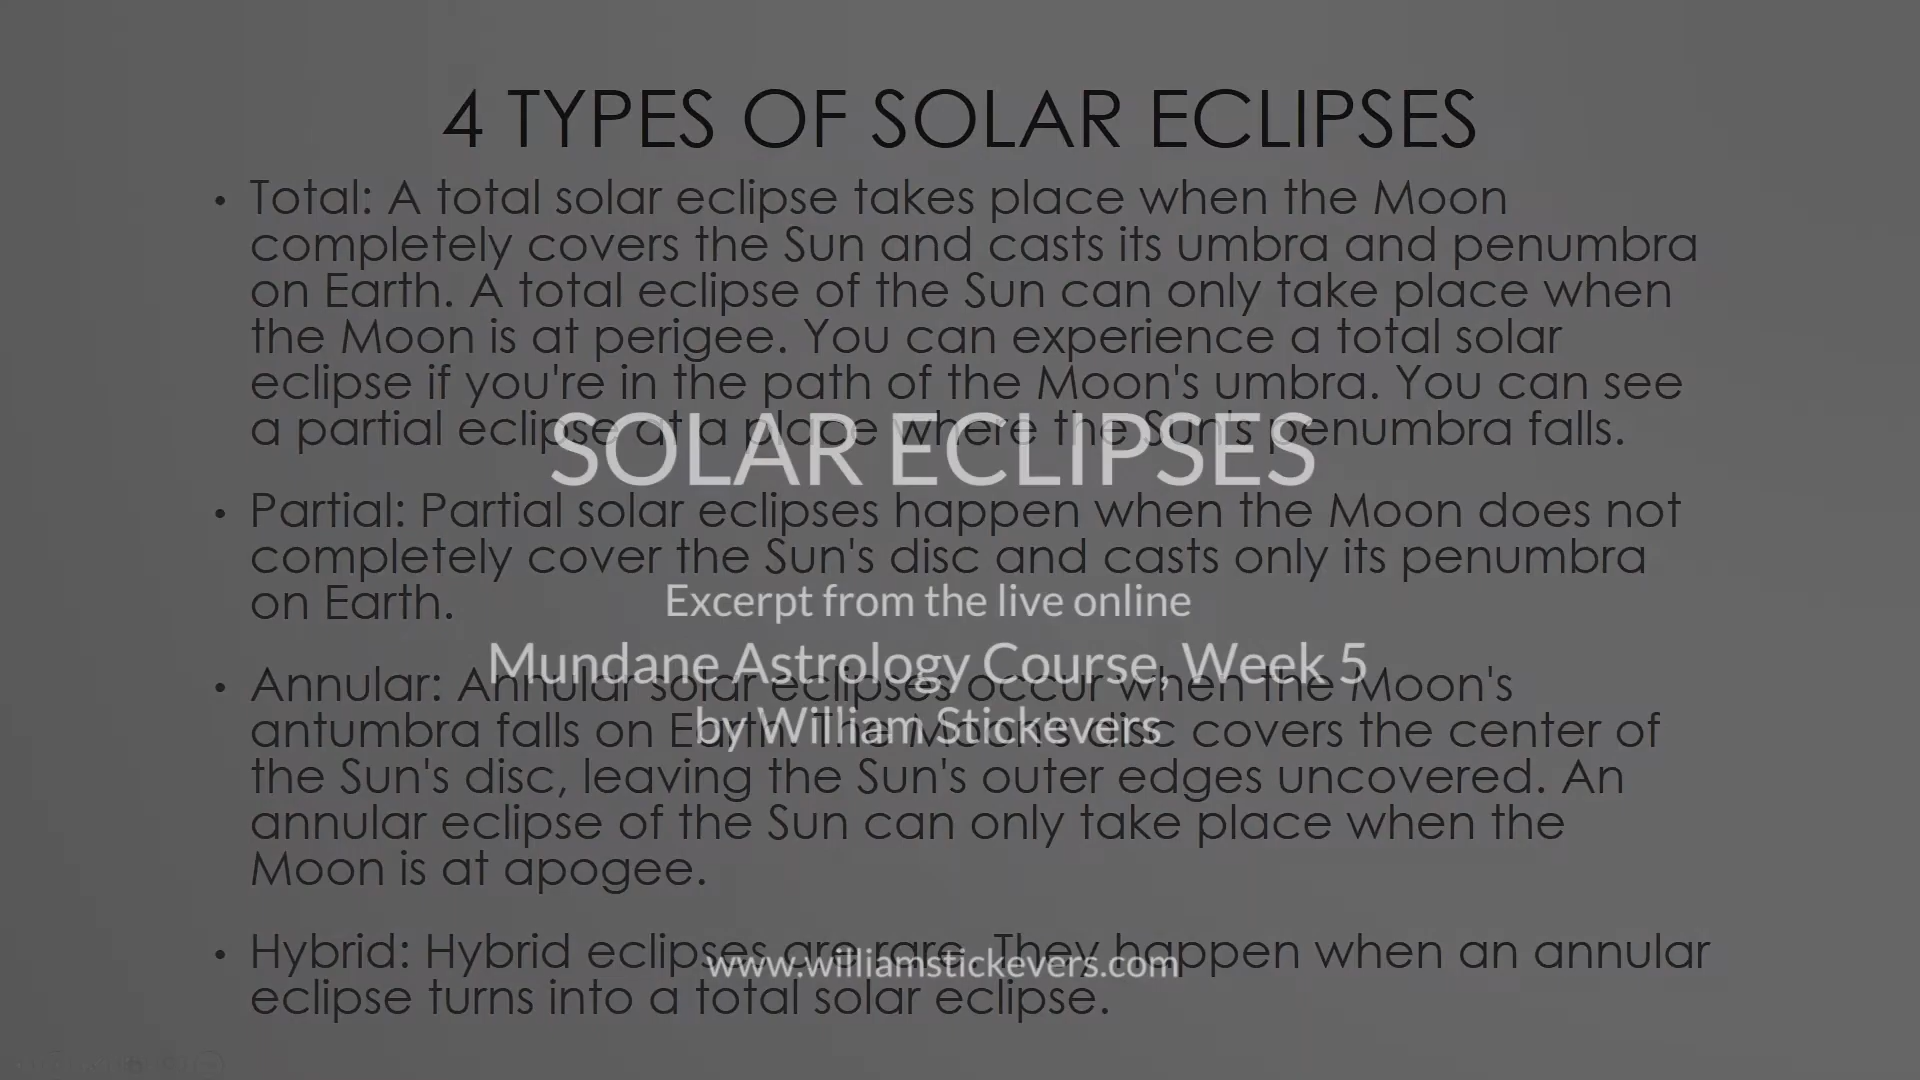 4 TYPES OF SOLAR ECLIPSES
• Total: A total solar eclipse takes place when the Moon
completely covers the Sun and casts its umbra and penumbra
on Earth. A total eclipse of the Sun can only take place when
the Moon is at perigee. You can experience a total solar
eclipse if you're in the path of the Moon's umbra. You can see
a partial eclipse at a place where the Sun's penumbra falls.
SOLAR ECLIPSES
• Partial: Partial solar eclipses happen when the Moon does not
completely cover the Sun's disc and casts only its penumbra
on Earth.
Excerpt from the live online
Mundane Astrology Course, Week 5
by William Stickevers
• Annular: Annular solar eclipses occur when the Moon's
antumbra falls on Earth. The Moon's disc covers the center of
the Sun's disc, leaving the Sun's outer edges uncovered. An
annular eclipse of the Sun can only take place when the
Moon is at apogee.
• Hybrid: Hybrid eclipses are rare. They happen when an annular
eclipse turns into a total solar eclipse.
www.williamstickevers.com